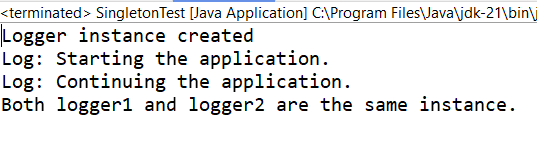 <terminated> SingletonTest [Java Application] C:\Program Files\Java\jdk-21\bin\j
Logger instance created
Log: Starting the application.
Log: Continuing the application.
Both logger1 and logger2 are the same instance.